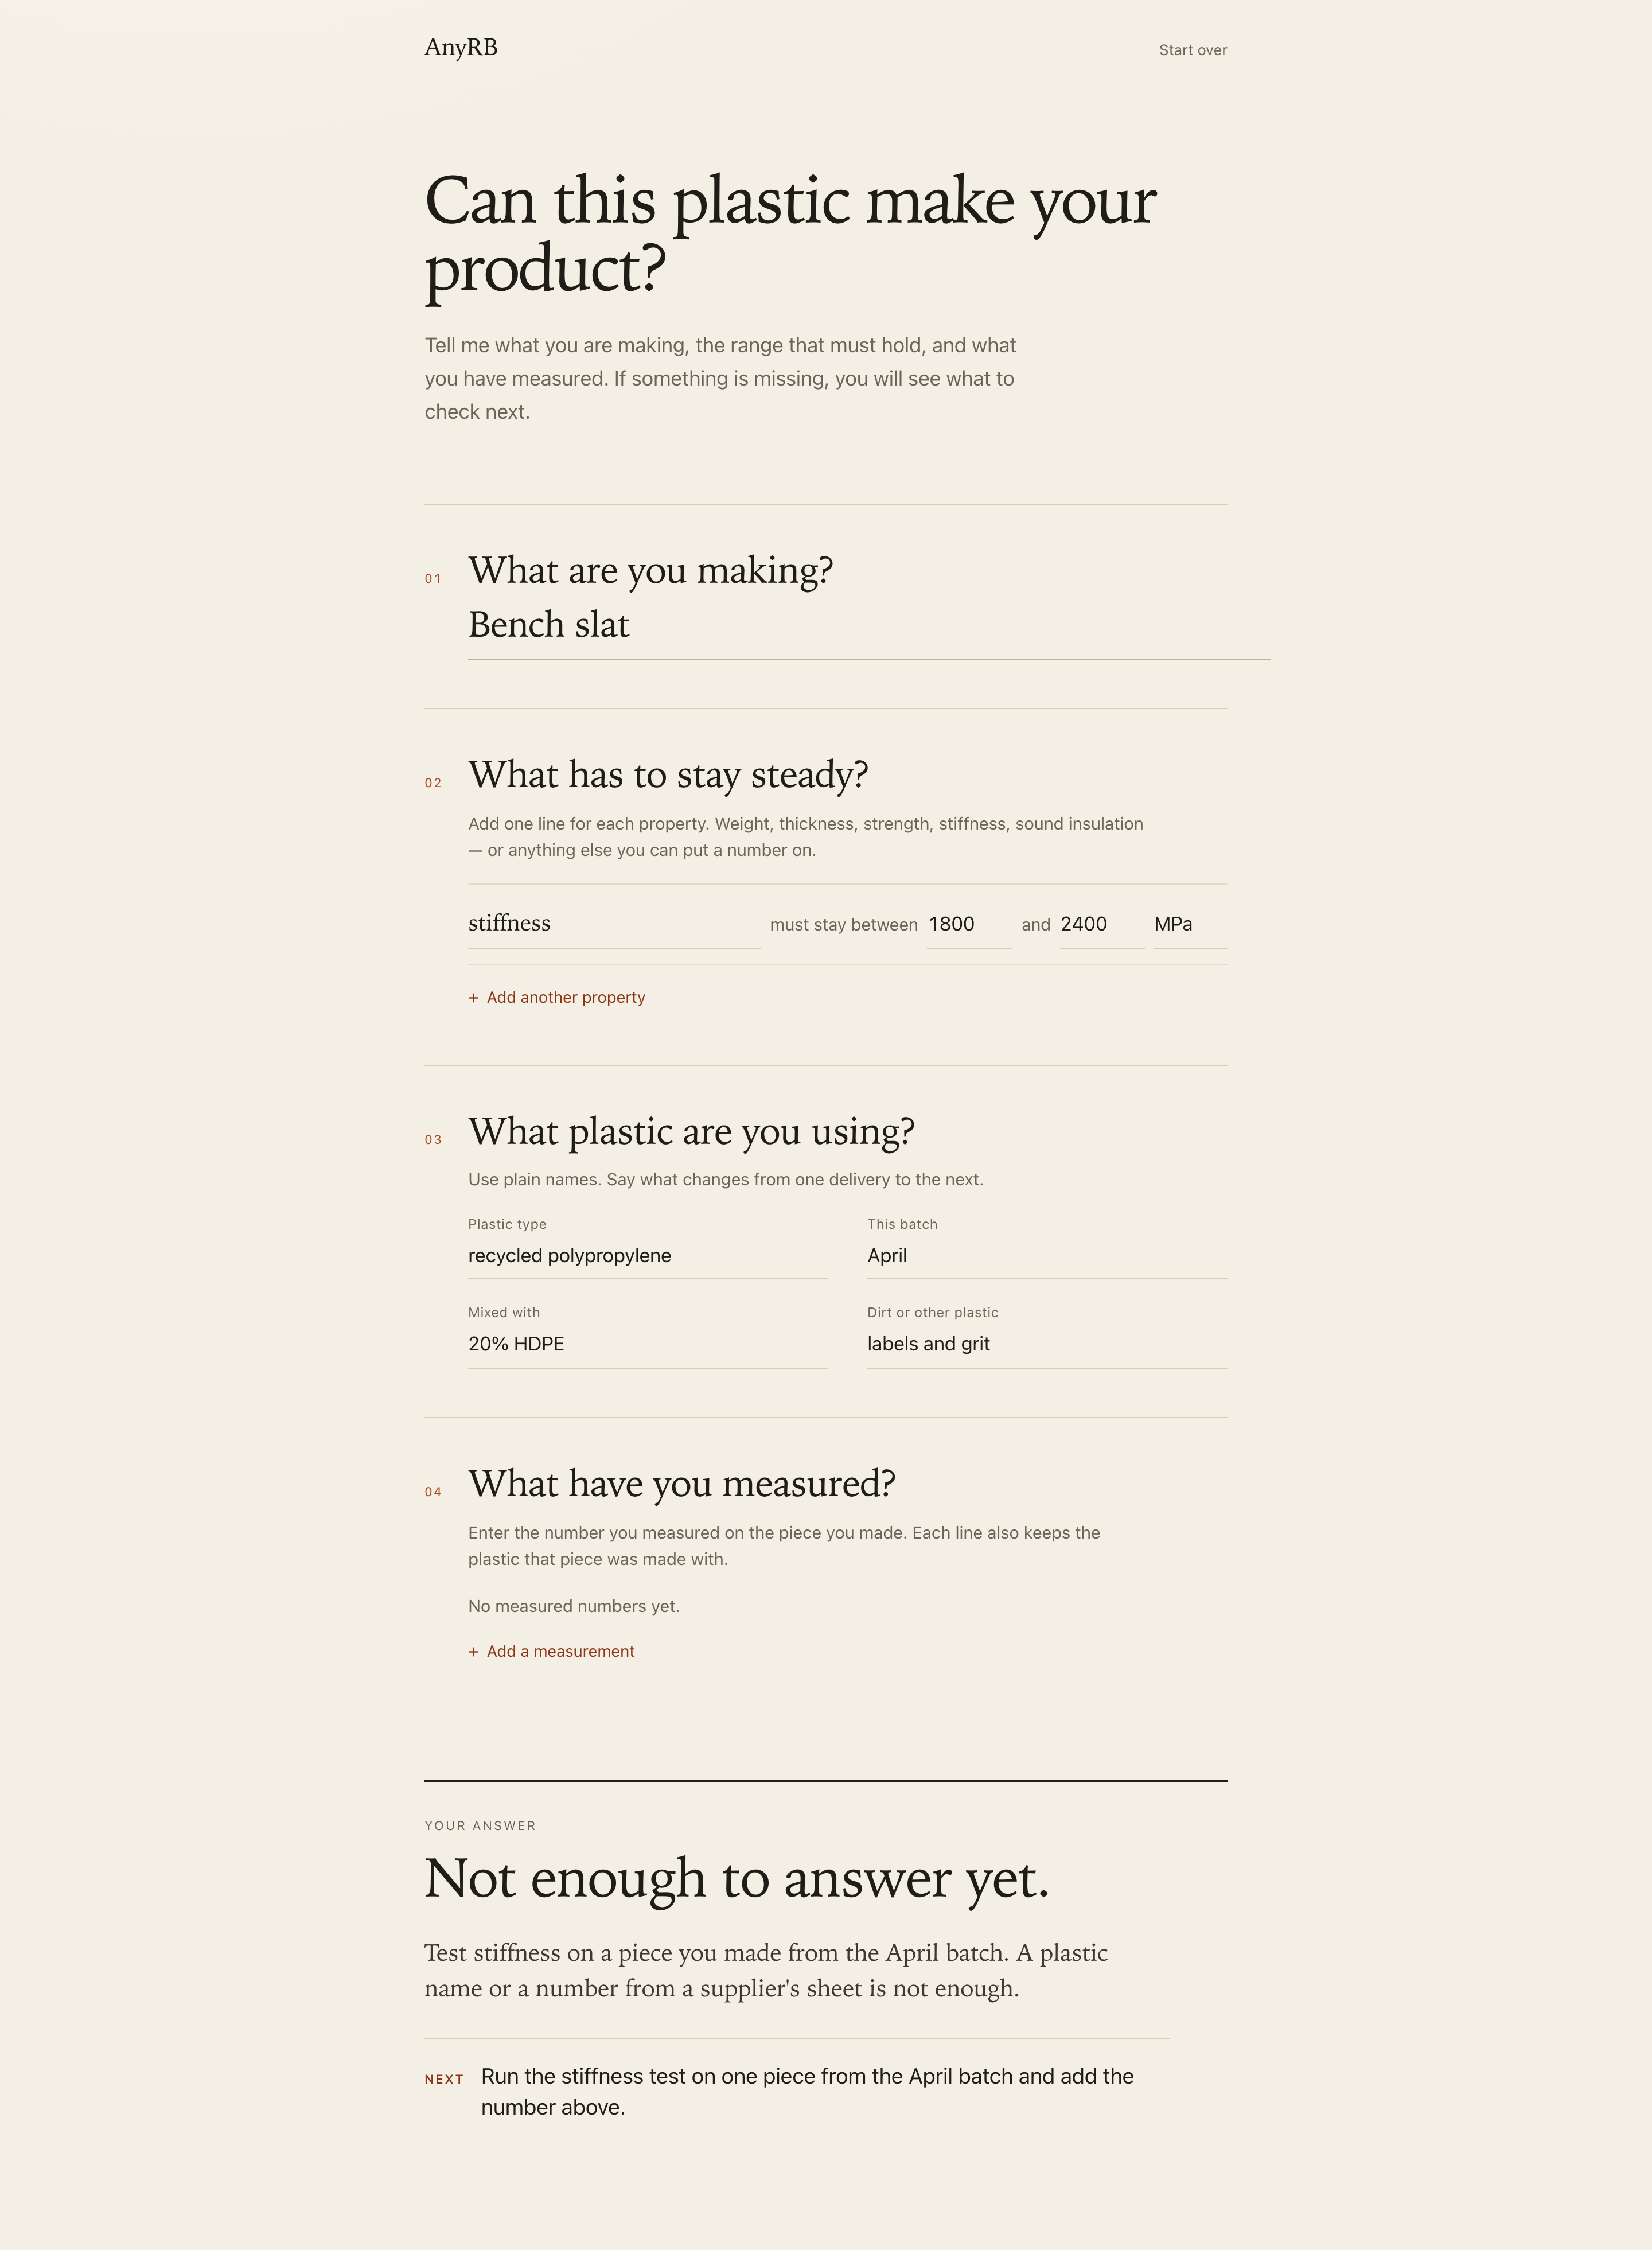 AnyRB
Start over
Can this plastic make your
product?
Tell me what you are making, the range that must hold, and what
you have measured. If something is missing, you will see what to
check next.
01 What are you making?
Bench slat
02 What has to stay steady?
Add one line for each property. Weight, thickness, strength, stiffness, sound insulation
— or anything else you can put a number on.
stiffness must stay between 1800 and 2400 MPa
+ Add another property
03 What plastic are you using?
Use plain names. Say what changes from one delivery to the next.
Plastic type
recycled polypropylene
This batch
April
Mixed with
20% HDPE
Dirt or other plastic
labels and grit
04 What have you measured?
Enter the number you measured on the piece you made. Each line also keeps the
plastic that piece was made with.
No measured numbers yet.
+ Add a measurement
YOUR ANSWER
Not enough to answer yet.
Test stiffness on a piece you made from the April batch. A plastic
name or a number from a supplier's sheet is not enough.
NEXT Run the stiffness test on one piece from the April batch and add the
number above.